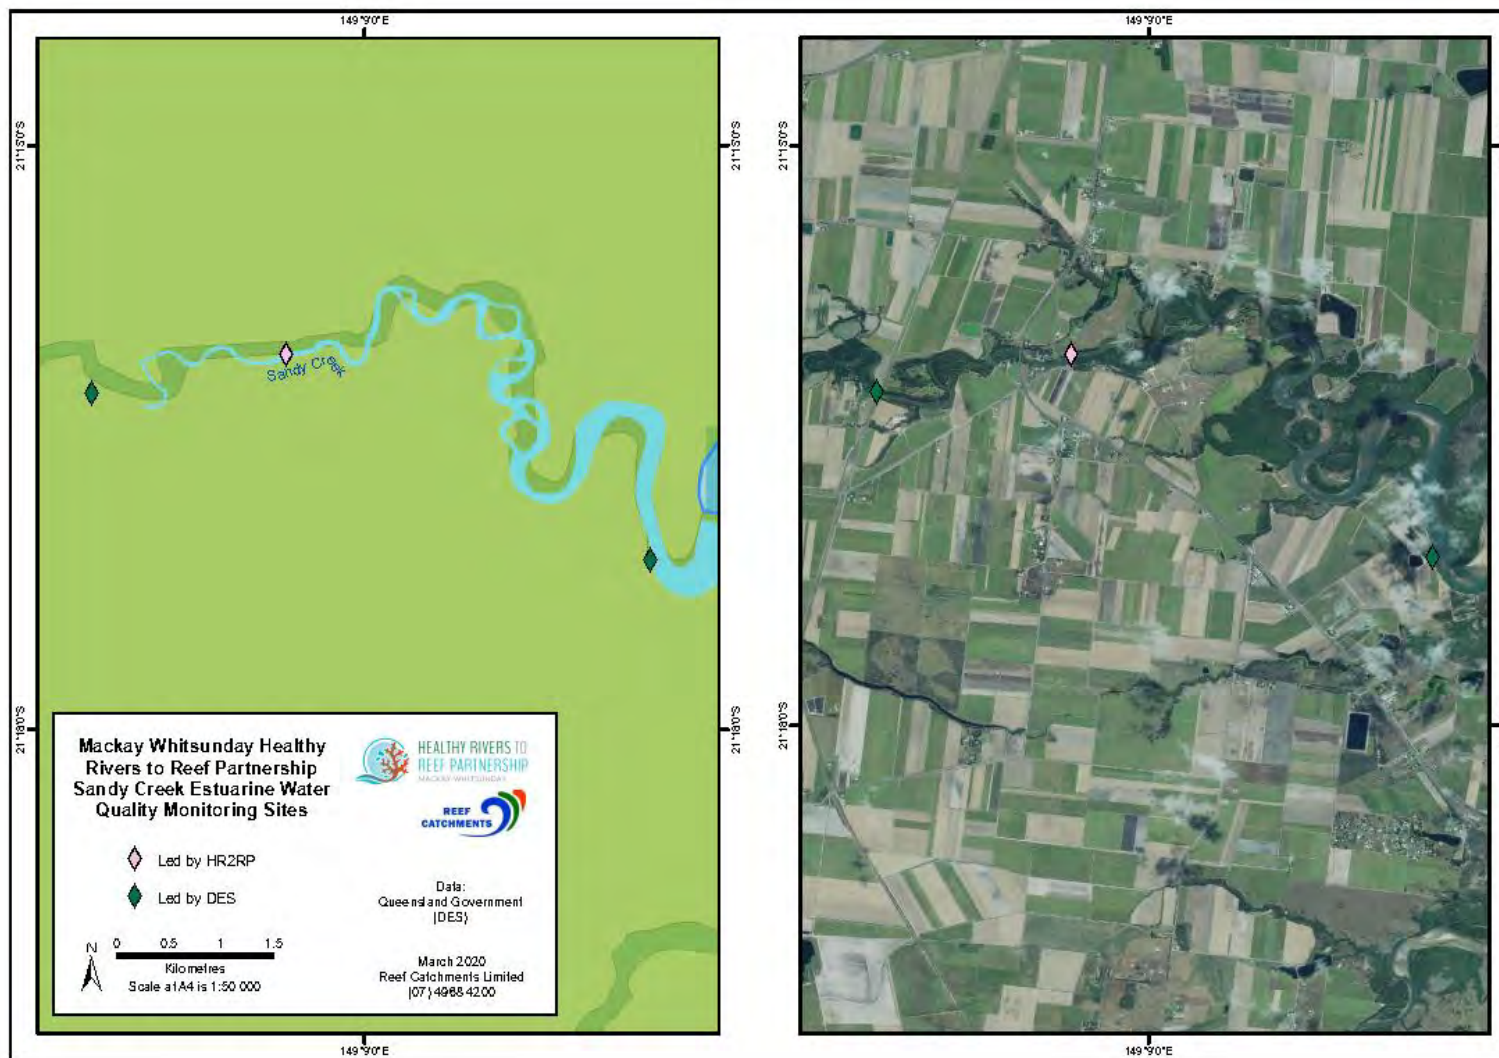 149°9'0"E
149°9'0"E
21°15'0"S
21°15'0"S
21°15'0"S
Sandy Creek
21°18'0"S
21°18'0"S
21°18'0"S
Mackay Whitsunday Healthy
Rivers to Reef Partnership
Sandy Creek Estuarine Water
Quality Monitoring Sites
HEALTHY RIVERS TO
REEF PARTNERSHIP
MACKAY-WHITSUNDAY
REEF
CATCHMENTS
Led by HR2RP
Led by DES
Data:
Queensland Government
(DES)
N
0 0.5 1 1.5
Kilometres
Scale at A4 is 1:50 000
March 2020
Reef Catchments Limited
(07) 4968 4200
149°9'0"E
149°9'0"E